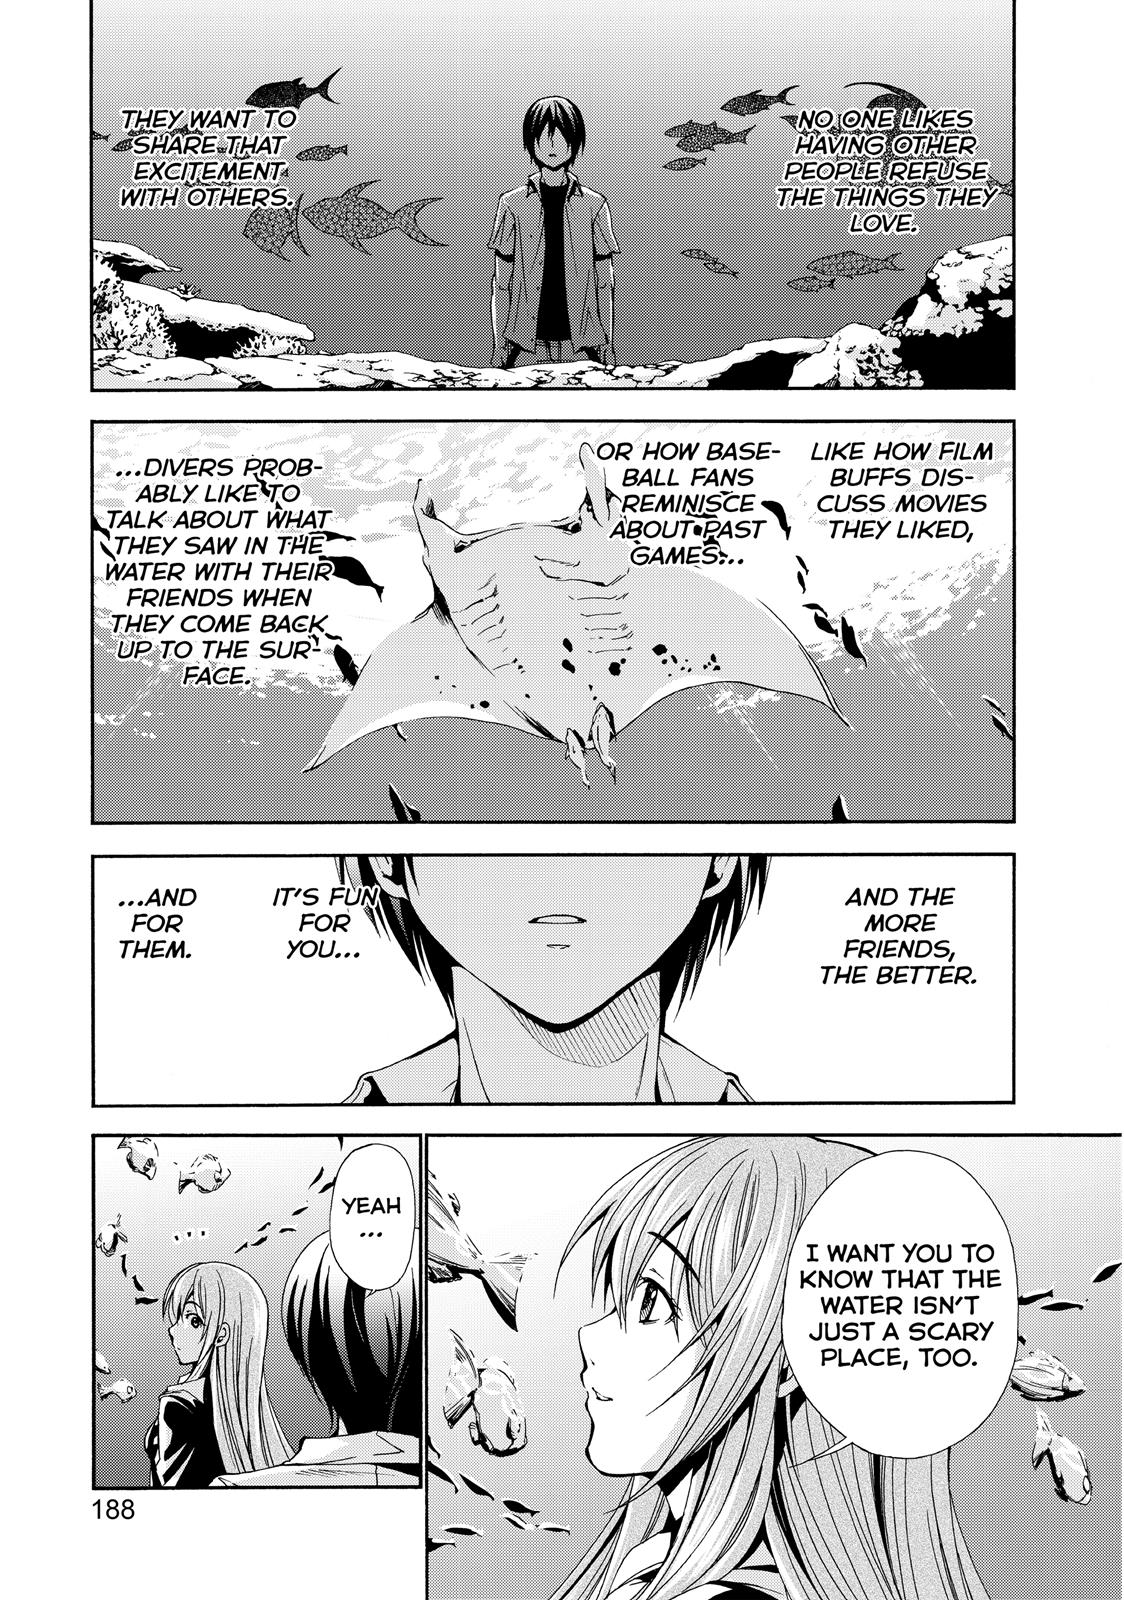 NO ONE LIKES
HAVING OTHER
PEOPLE REFUSE
THE THINGS THEY
LOVE.
THEY WANT TO
SHARE THAT
EXCITEMENT
WITH OTHERS.
LIKE HOW FILM
BUFFS DIS-
CUSS MOVIES
THEY LIKED,
OR HOW BASE-
BALL FANS
REMINISCE
ABOUT PAST
GAMES...
...DIVERS PROB-
ABLY LIKE TO
TALK ABOUT WHAT
THEY SAW IN THE
WATER WITH THEIR
FRIENDS WHEN
THEY COME BACK
UP TO THE SUR-
FACE.
AND THE
MORE
FRIENDS,
THE BETTER.
IT'S FUN
FOR
YOU...
...AND
FOR
THEM.
I WANT YOU TO
KNOW THAT THE
WATER ISN'T
JUST A SCARY
PLACE, TOO.
YEAH
...
...
188